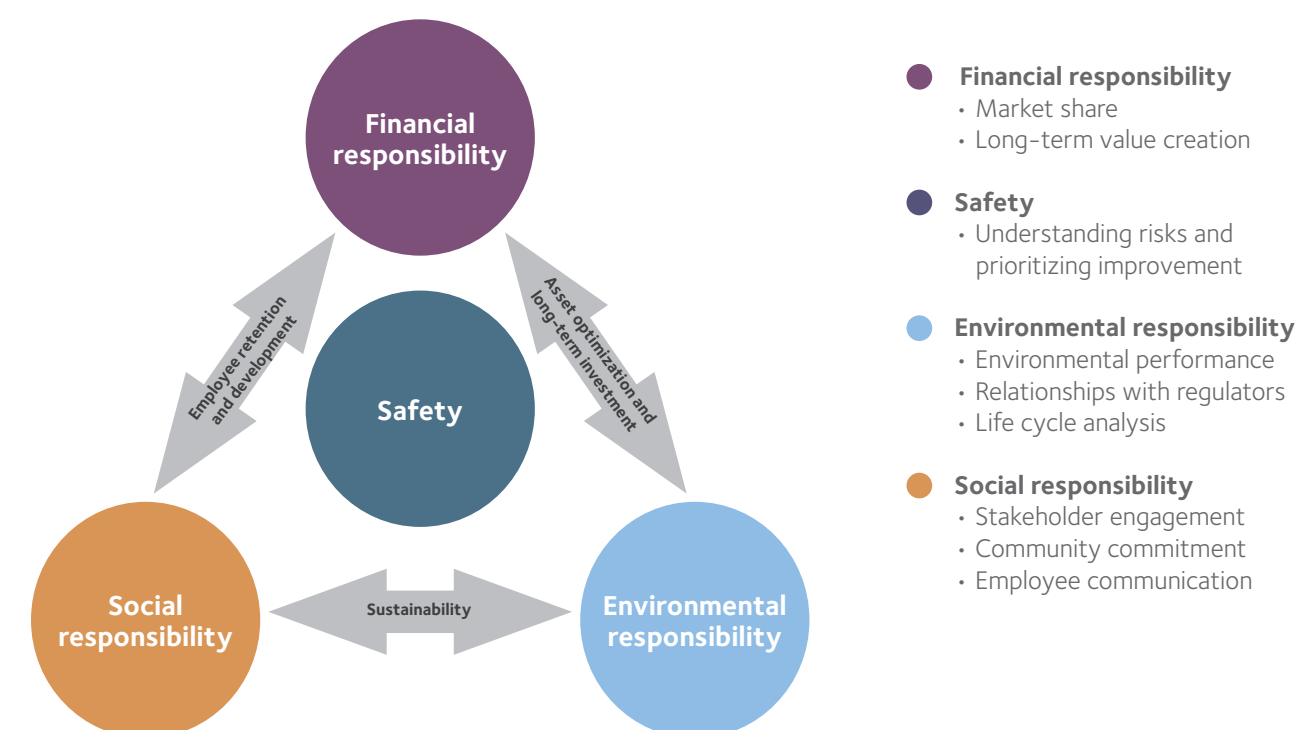 Financial
responsibility
Employee retention
and development
Asset optimization and
long-term investment
Safety
Social
responsibility
Sustainability
Environmental
responsibility
Financial responsibility
• Market share
• Long-term value creation
Safety
• Understanding risks and
prioritizing improvement
Environmental responsibility
• Environmental performance
• Relationships with regulators
• Life cycle analysis
Social responsibility
• Stakeholder engagement
• Community commitment
• Employee communication